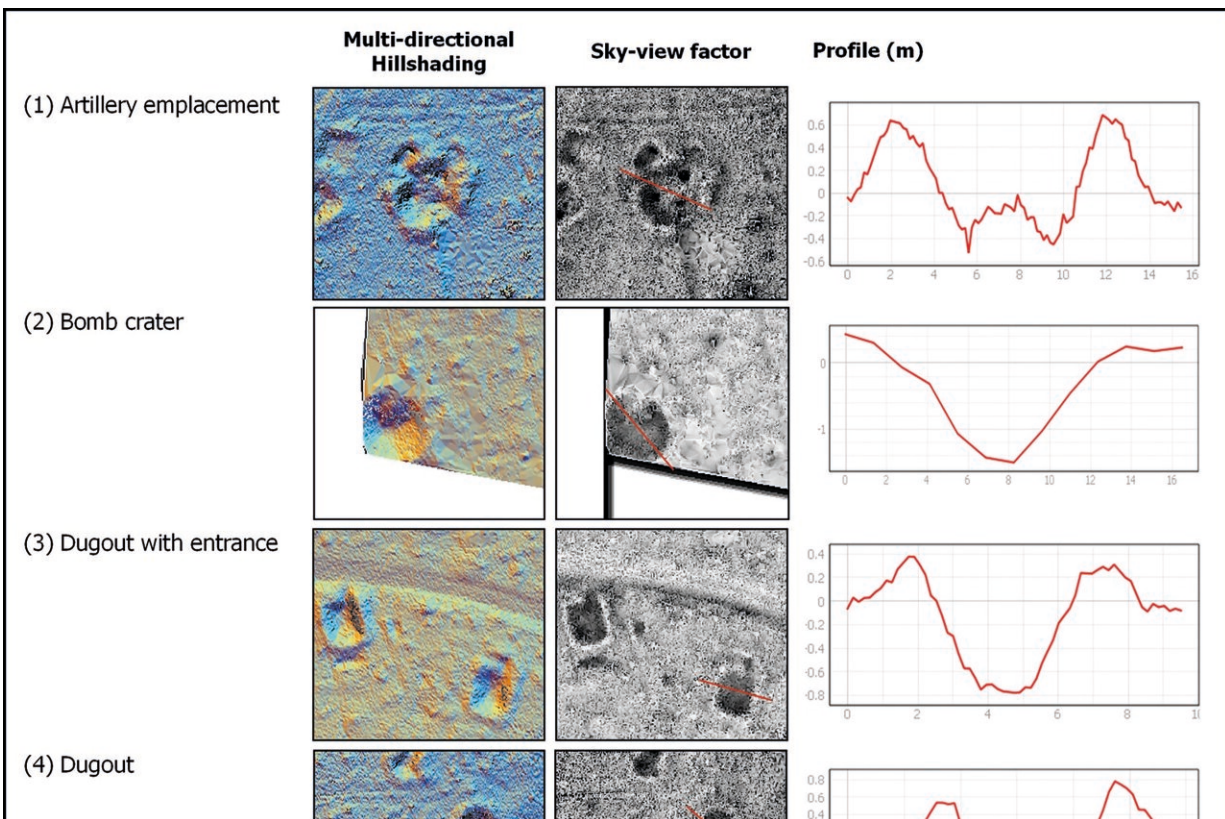 Multi-directional
Hillshading
Sky-view factor
Profile (m)
(1) Artillery emplacement
0.6
0.4
0.2
0
-0.2
-0.4
-0.6
0 2 4 6 8 10 12 14 15.5
(2) Bomb crater
0
-1
0 2 4 6 8 10 12 14 16
(3) Dugout with entrance
0.4
0.2
0
-0.2
-0.4
-0.6
-0.8
0 2 4 6 8
(4) Dugout
0.8
0.6
0.4